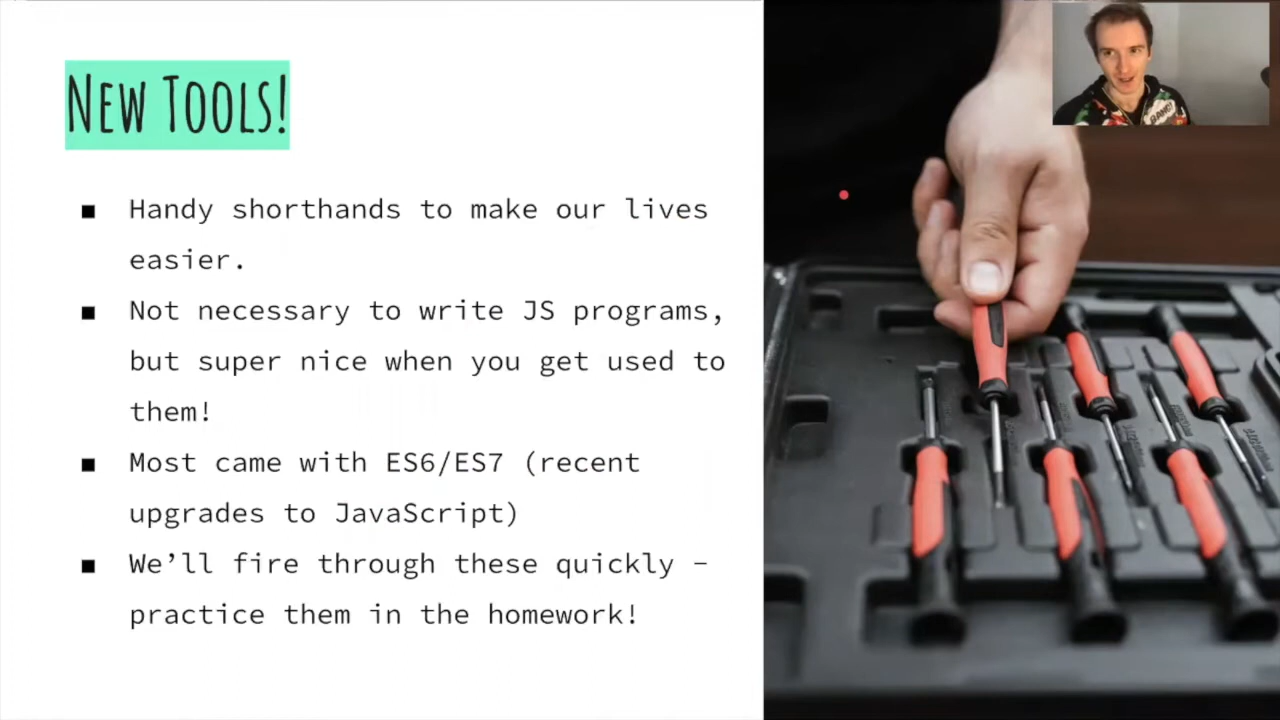 New Tools!
■ Handy shorthands to make our lives
easier.
■ Not necessary to write JS programs,
but super nice when you get used to
them!
■ Most came with ES6/ES7 (recent
upgrades to JavaScript)
■ We’ll fire through these quickly –
practice them in the homework!